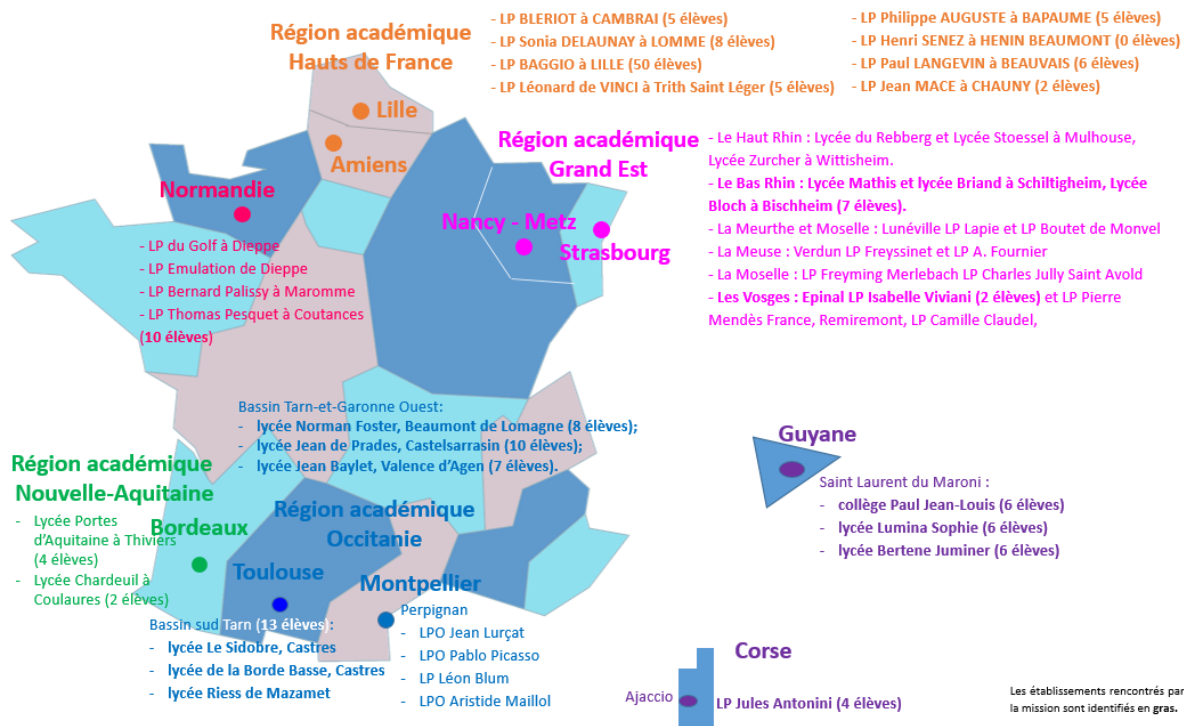 Région académique
Hauts de France
- LP BLERIOT à CAMBRAI (5 élèves)
- LP Sonia DELAUNAY à LOMME (8 élèves)
- LP BAGGIO à LILLE (50 élèves)
- LP Léonard de VINCI à Trith Saint Léger (5 élèves)
- LP Philippe AUGUSTE à BAPAUME (5 élèves)
- LP Henri SENEZ à HENIN BEAUMONT (0 élèves)
- LP Paul LANGEVIN à BEAUVAIS (6 élèves)
- LP Jean MACE à CHAUNY (2 élèves)
Lille
Amiens
Région académique
Grand Est
- Le Haut Rhin : Lycée du Rebberg et Lycée Stoessel à Mulhouse,
Lycée Zurcher à Wittisheim.
- Le Bas Rhin : Lycée Mathis et lycée Briand à Schiltigheim, Lycée
Bloch à Bischheim (7 élèves).
- La Meurthe et Moselle : Lunéville LP Lapie et LP Boutet de Monvel
- La Meuse : Verdun LP Freyssinet et LP A. Fournier
- La Moselle : LP Freyming Merlebach LP Charles Jully Saint Avold
- Les Vosges : Epinal LP Isabelle Viviani (2 élèves) et LP Pierre
Mendès France, Remiremont, LP Camille Claudel,
Nancy - Metz
Strasbourg
Normandie
- LP du Golf à Dieppe
- LP Emulation de Dieppe
- LP Bernard Palissy à Maromme
- LP Thomas Pesquet à Coutances
(10 élèves)
Bassin Tarn-et-Garonne Ouest:
- lycée Norman Foster, Beaumont de Lomagne (8 élèves);
- lycée Jean de Prades, Castelsarrasin (10 élèves);
- lycée Jean Baylet, Valence d'Agen (7 élèves).
Région académique
Nouvelle-Aquitaine
- Lycée Portes
d'Aquitaine à Thiviers
(4 élèves)
- Lycée Chardeuil à
Coulaures (2 élèves)
Bordeaux
Région académique
Occitanie
Toulouse
Montpellier
Bassin sud Tarn (13 élèves):
- lycée Le Sidobre, Castres
- lycée de la Borde Basse, Castres
- lycée Riess de Mazamet
Perpignan
- LPO Jean Lurçat
- LPO Pablo Picasso
- LP Léon Blum
- LPO Aristide Maillol
Guyane
Saint Laurent du Maroni :
- collège Paul Jean-Louis (6 élèves)
- lycée Lumina Sophie (6 élèves)
- lycée Bertene Juminer (6 élèves)
Corse
Ajaccio
LP Jules Antonini (4 élèves)
Les établissements rencontrés par
la mission sont identifiés en gras.